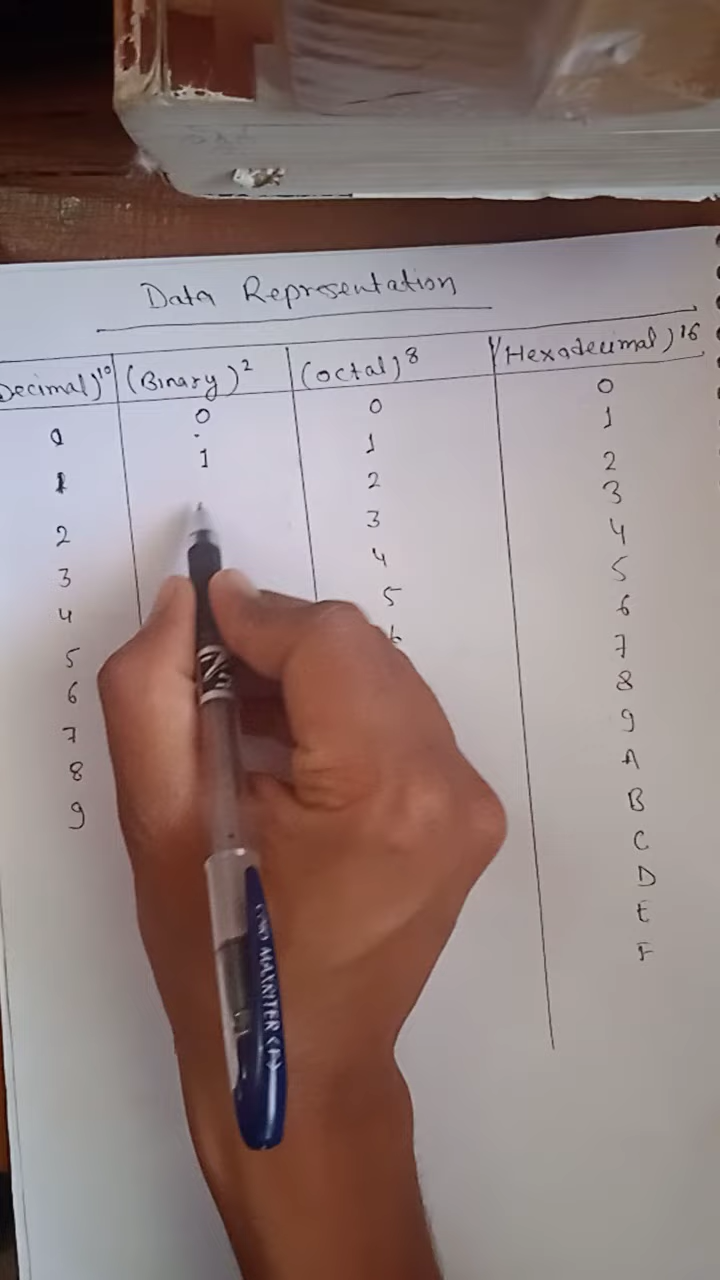 Data Representation
Decimal)10 (Binary)2 (Octal)8 (Hexadecimal)16
0 0 0 0
1 1 1 1
2 2 2
3 3 3
4 4 4
5 5 5
6 6 6
7 7
8 8
9 9
A
B
C
D
E
F